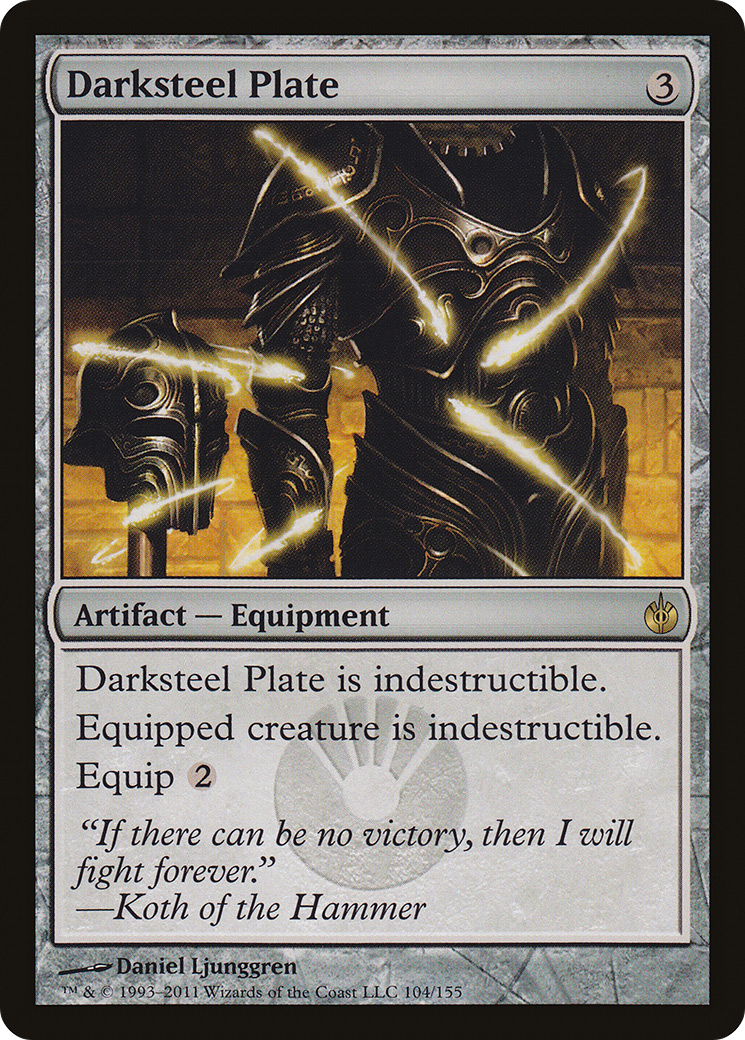 Darksteel Plate 3
Artifact — Equipment
Darksteel Plate is indestructible.
Equipped creature is indestructible.
Equip 2
“If there can be no victory, then I will
fight forever.”
—Koth of the Hammer
Daniel Ljunggren
™ & © 1993–2011 Wizards of the Coast LLC 104/155